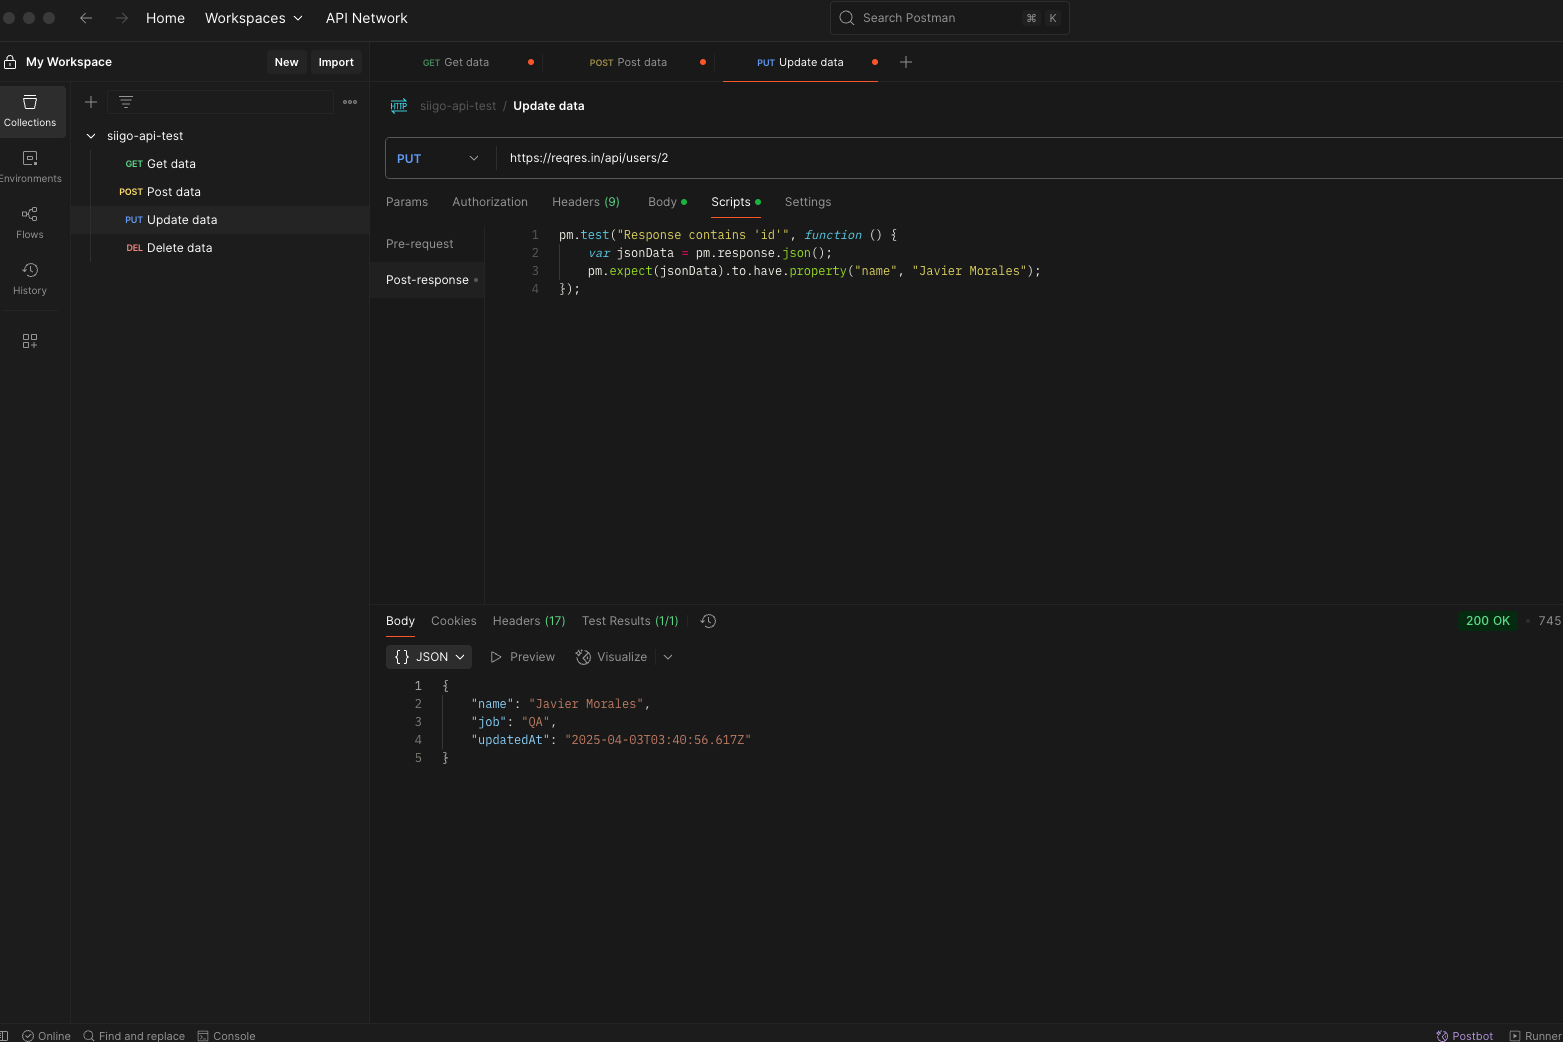 Home Workspaces API Network Search Postman ⌘ K
My Workspace New Import
GET Get data POST Post data PUT Update data
Collections
Environments
Flows
History
siigo-api-test
GET Get data
POST Post data
PUT Update data
DEL Delete data
HTTP siigo-api-test / Update data
PUT https://reqres.in/api/users/2
Params Authorization Headers (9) Body Scripts Settings
Pre-request
Post-response
1 pm.test("Response contains 'id'", function () {
2 var jsonData = pm.response.json();
3 pm.expect(jsonData).to.have.property("name", "Javier Morales");
4 });
Body Cookies Headers (17) Test Results (1/1) 200 OK 745
{} JSON Preview Visualize
1 {
2 "name": "Javier Morales",
3 "job": "QA",
4 "updatedAt": "2025-04-03T03:40:56.617Z"
5 }
Online Find and replace Console Postbot Runner